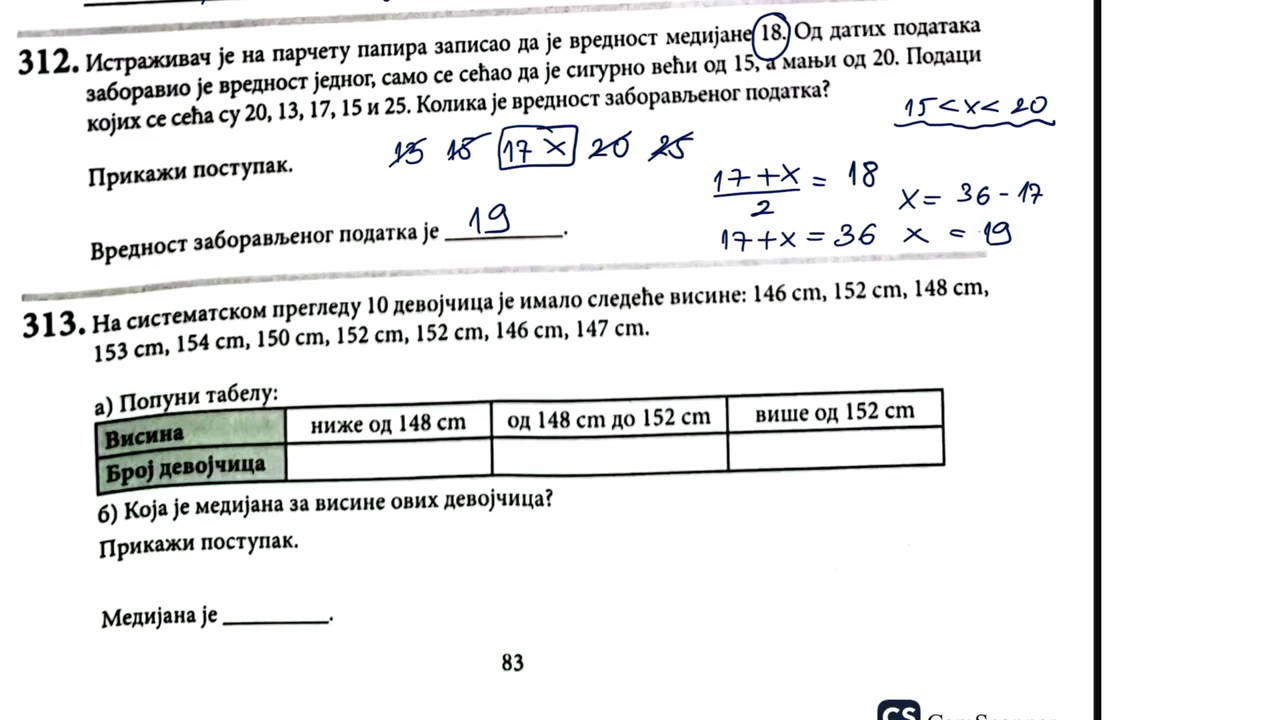 312. Истраживач је на парчету папира записао да је вредност медијане 18. Од датих података
заборавио је вредност једног, само се сећао да је сигурно већи од 15, а мањи од 20. Подаци
којих се сећа су 20, 13, 17, 15 и 25. Колика је вредност заборављеног податка?
15 < x < 20
Прикажи поступак.
13 15 17 x 20 25
17 + x / 2 = 18
x = 36 - 17
17 + x = 36 x = 19
Вредност заборављеног податка је 19.
313. На систематском прегледу 10 девојчица је имало следеће висине: 146 cm, 152 cm, 148 cm,
153 cm, 154 cm, 150 cm, 152 cm, 152 cm, 146 cm, 147 cm.
а) Попуни табелу:
Висина ниже од 148 cm од 148 cm до 152 cm више од 152 cm
Број девојчица
б) Која је медијана за висине ових девојчица?
Прикажи поступак.
Медијана је ________.
83
CS